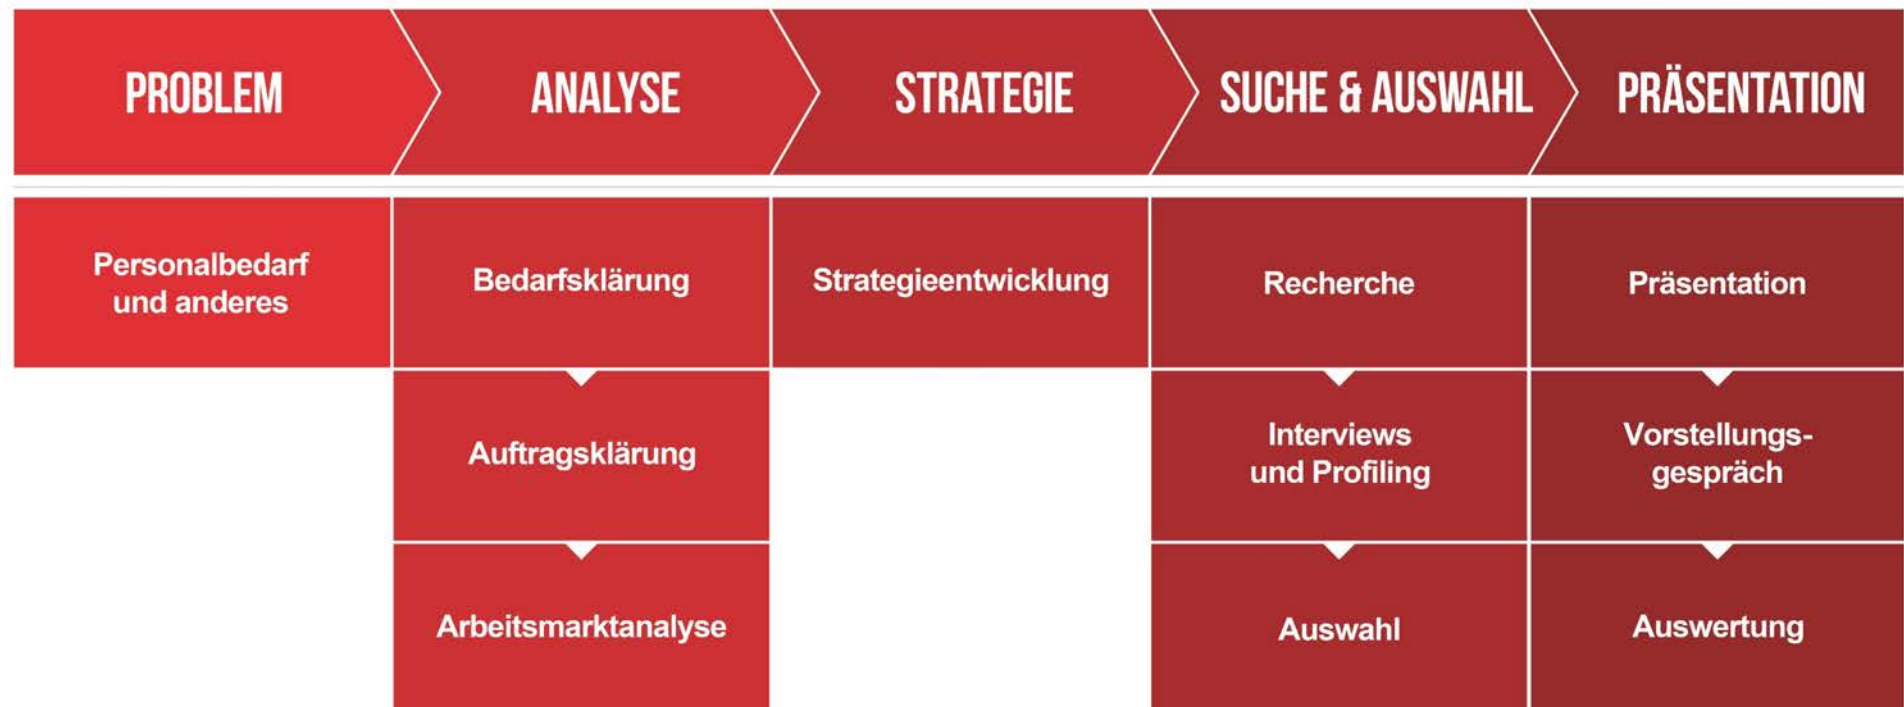 PROBLEM
ANALYSE
STRATEGIE
SUCHE & AUSWAHL
PRÄSENTATION
Personalbedarf
und anderes
Bedarfsklärung
Strategieentwicklung
Recherche
Präsentation
Auftragsklärung
Interviews
und Profiling
Vorstellungs-
gespräch
Arbeitsmarktanalyse
Auswahl
Auswertung